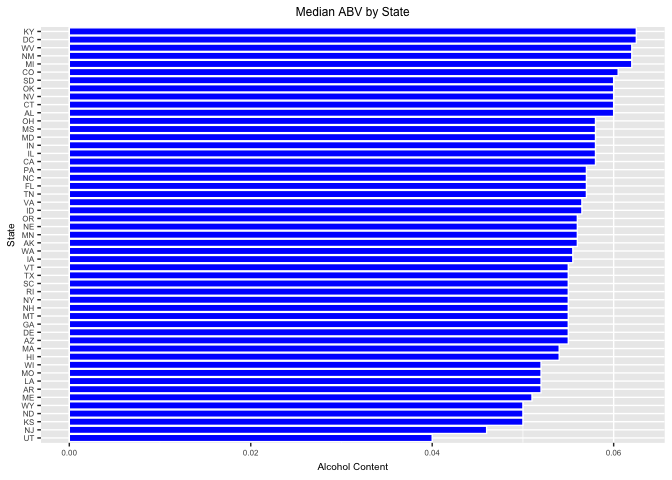 Median ABV by State
KY
DC
WV
NM
MI
CO
SD
OK
NV
CT
AL
OH
MS
MD
IN
IL
CA
PA
NC
FL
TN
VA
ID
OR
NE
MN
AK
WA
IA
VT
TX
SC
RI
NY
NH
MT
GA
DE
AZ
MA
HI
WI
MO
LA
AR
ME
WY
ND
KS
NJ
UT
State
0.00 0.02 0.04 0.06
Alcohol Content